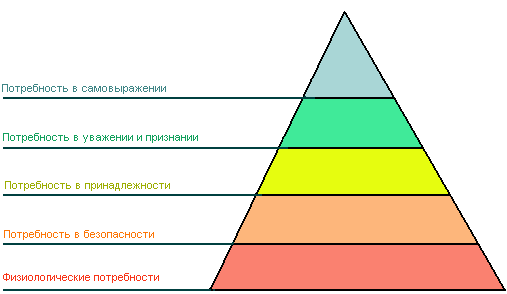 Потребность в самовыражении
Потребность в уважении и признании
Потребность в принадлежности
Потребность в безопасности
Физиологические потребности